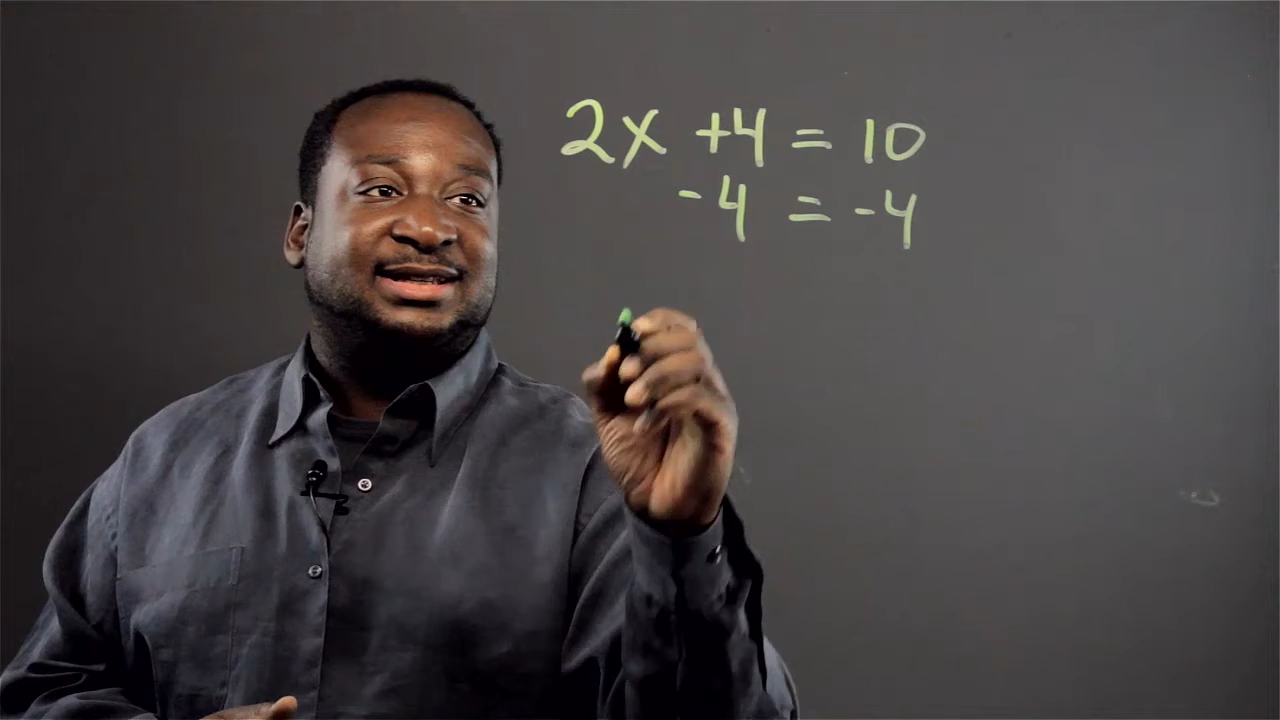 2x +4 = 10
-4 = -4